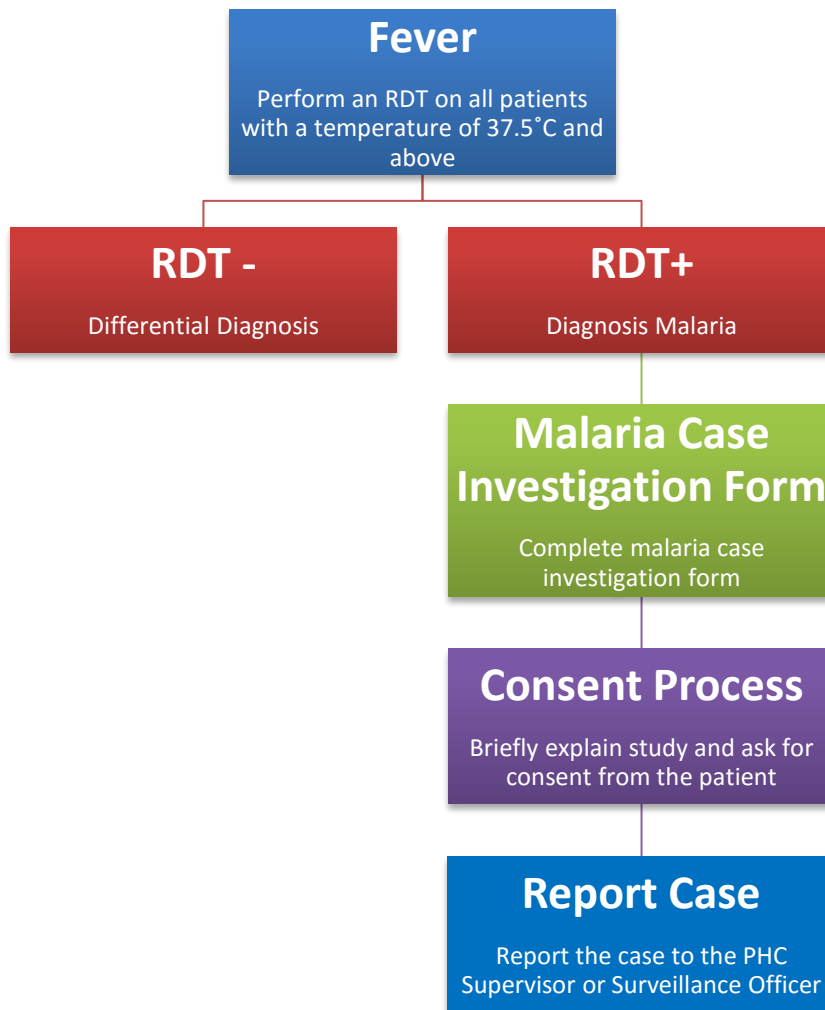 Fever
Perform an RDT on all patients
with a temperature of 37.5˚C and
above
RDT -
Differential Diagnosis
RDT+
Diagnosis Malaria
Malaria Case
Investigation Form
Complete malaria case
investigation form
Consent Process
Briefly explain study and ask for
consent from the patient
Report Case
Report the case to the PHC
Supervisor or Surveillance Officer